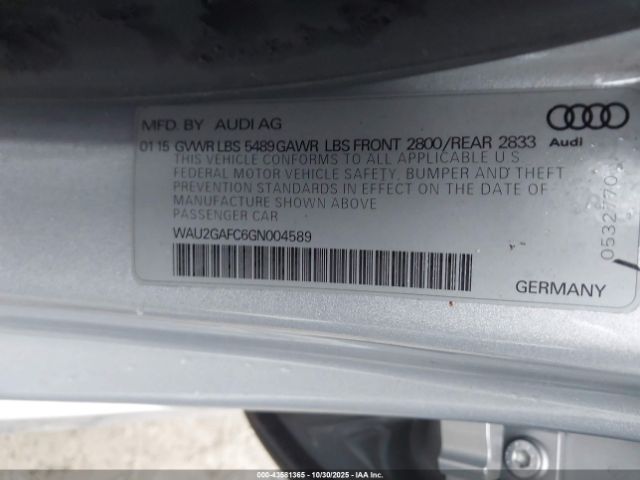 MFD. BY AUDI AG
01 15 GVWR LBS 5489 GAWR LBS FRONT 2800/REAR 2833
THIS VEHICLE CONFORMS TO ALL APPLICABLE U S
FEDERAL MOTOR VEHICLE SAFETY, BUMPER AND THEFT
PREVENTION STANDARDS IN EFFECT ON THE DATE OF
MANUFACTURE SHOWN ABOVE.
PASSENGER CAR
WAU2GAFC6GN004589
Audi
05327702
GERMANY
000-43581365 | 10/30/2025 | IAA Inc.